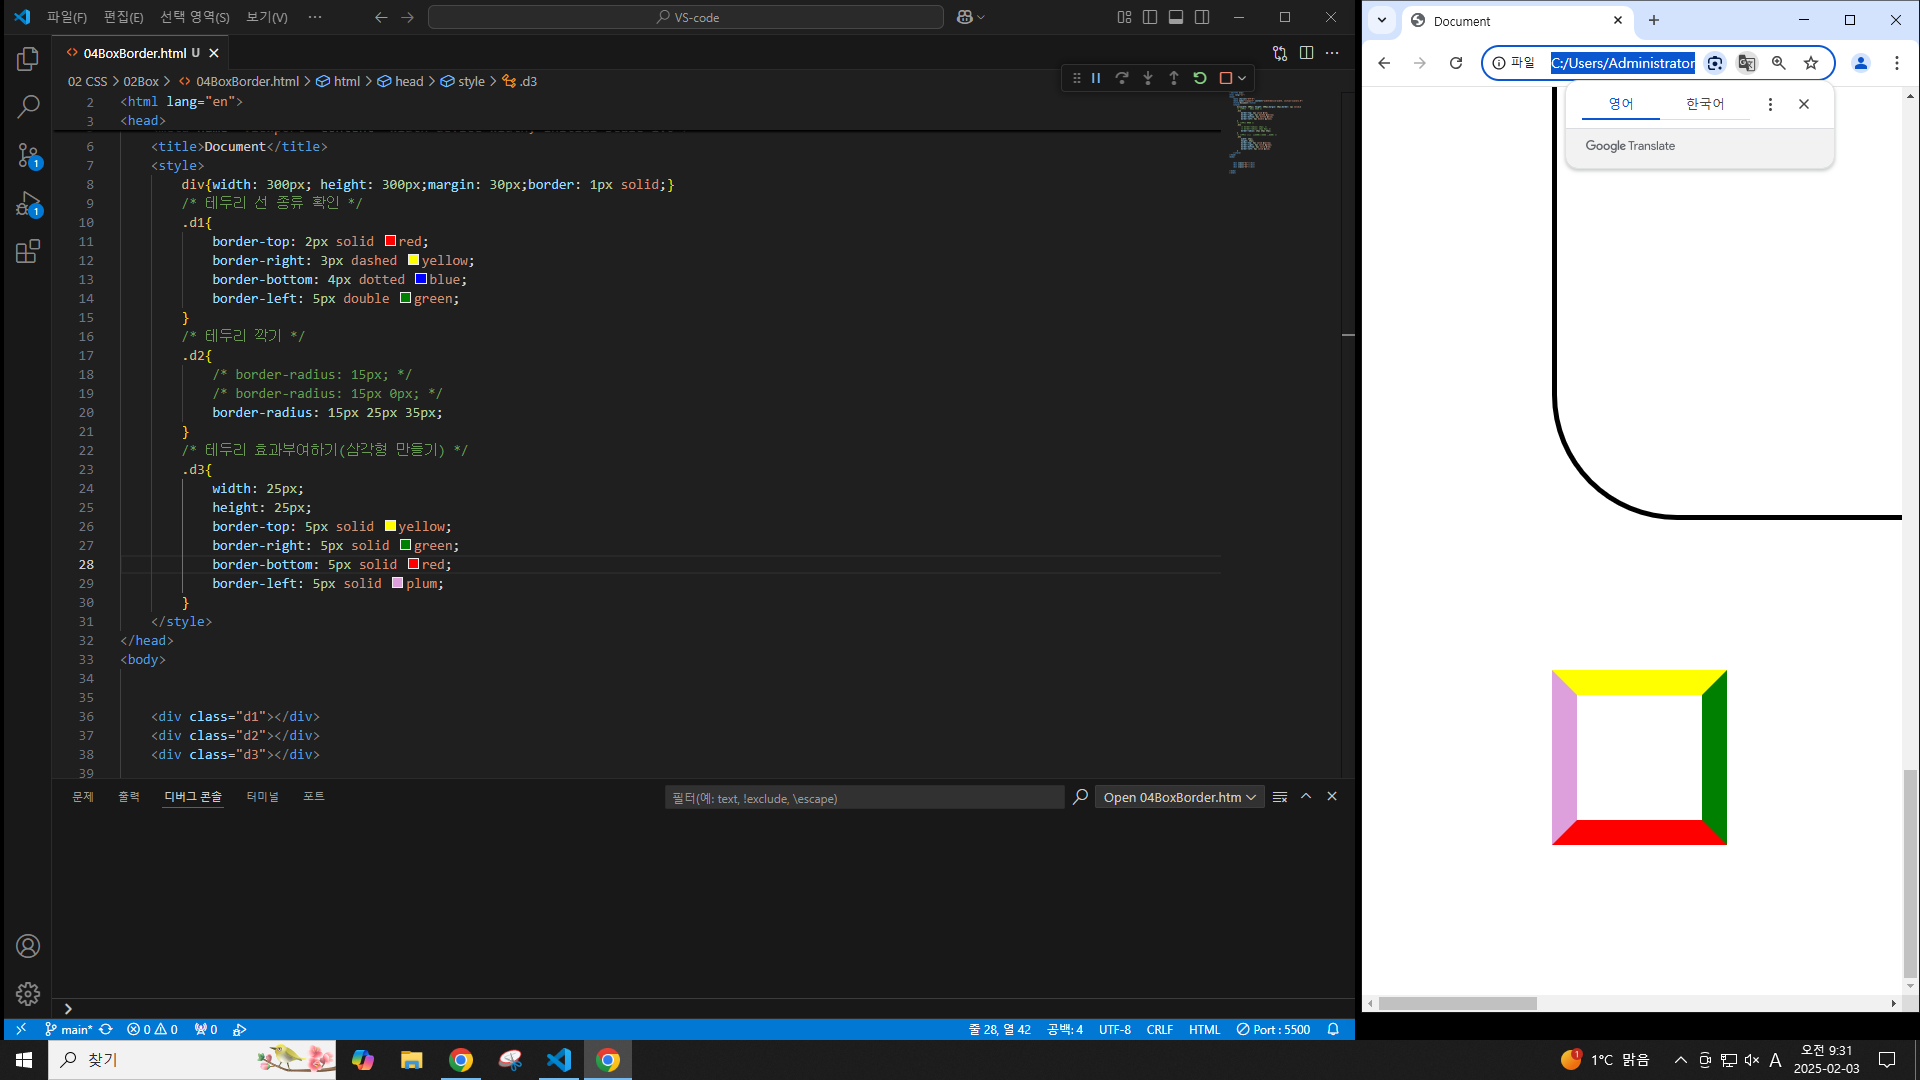 파일(F) 편집(E) 선택 영역(S) 보기(V) ··· VS-code
04BoxBorder.html U
02 CSS > 02Box > 04BoxBorder.html > html > head > style > .d3
2 <html lang="en">
3 <head>
6 <title>Document</title>
7 <style>
8 div{width: 300px; height: 300px;margin: 30px;border: 1px solid;}
9 /* 테두리 선 종류 확인 */
10 .d1{
11 border-top: 2px solid red;
12 border-right: 3px dashed yellow;
13 border-bottom: 4px dotted blue;
14 border-left: 5px double green;
15 }
16 /* 테두리 깍기 */
17 .d2{
18 /* border-radius: 15px; */
19 /* border-radius: 15px 0px; */
20 border-radius: 15px 25px 35px;
21 }
22 /* 테두리 효과부여하기(삼각형 만들기) */
23 .d3{
24 width: 25px;
25 height: 25px;
26 border-top: 5px solid yellow;
27 border-right: 5px solid green;
28 border-bottom: 5px solid red;
29 border-left: 5px solid plum;
30 }
31 </style>
32 </head>
33 <body>
34
35
36 <div class="d1"></div>
37 <div class="d2"></div>
38 <div class="d3"></div>
39
문제 출력 디버그 콘솔 터미널 포트 필터(예: text, !exclude, \escape) Open 04BoxBorder.htm
1
1
main* 0 0 0 줄 28, 열 42 공백: 4 UTF-8 CRLF HTML Port : 5500
Document
파일 C:/Users/Administrator
영어 한국어
Google Translate
찾기
1 1°C 맑음 A 오전 9:31
2025-02-03